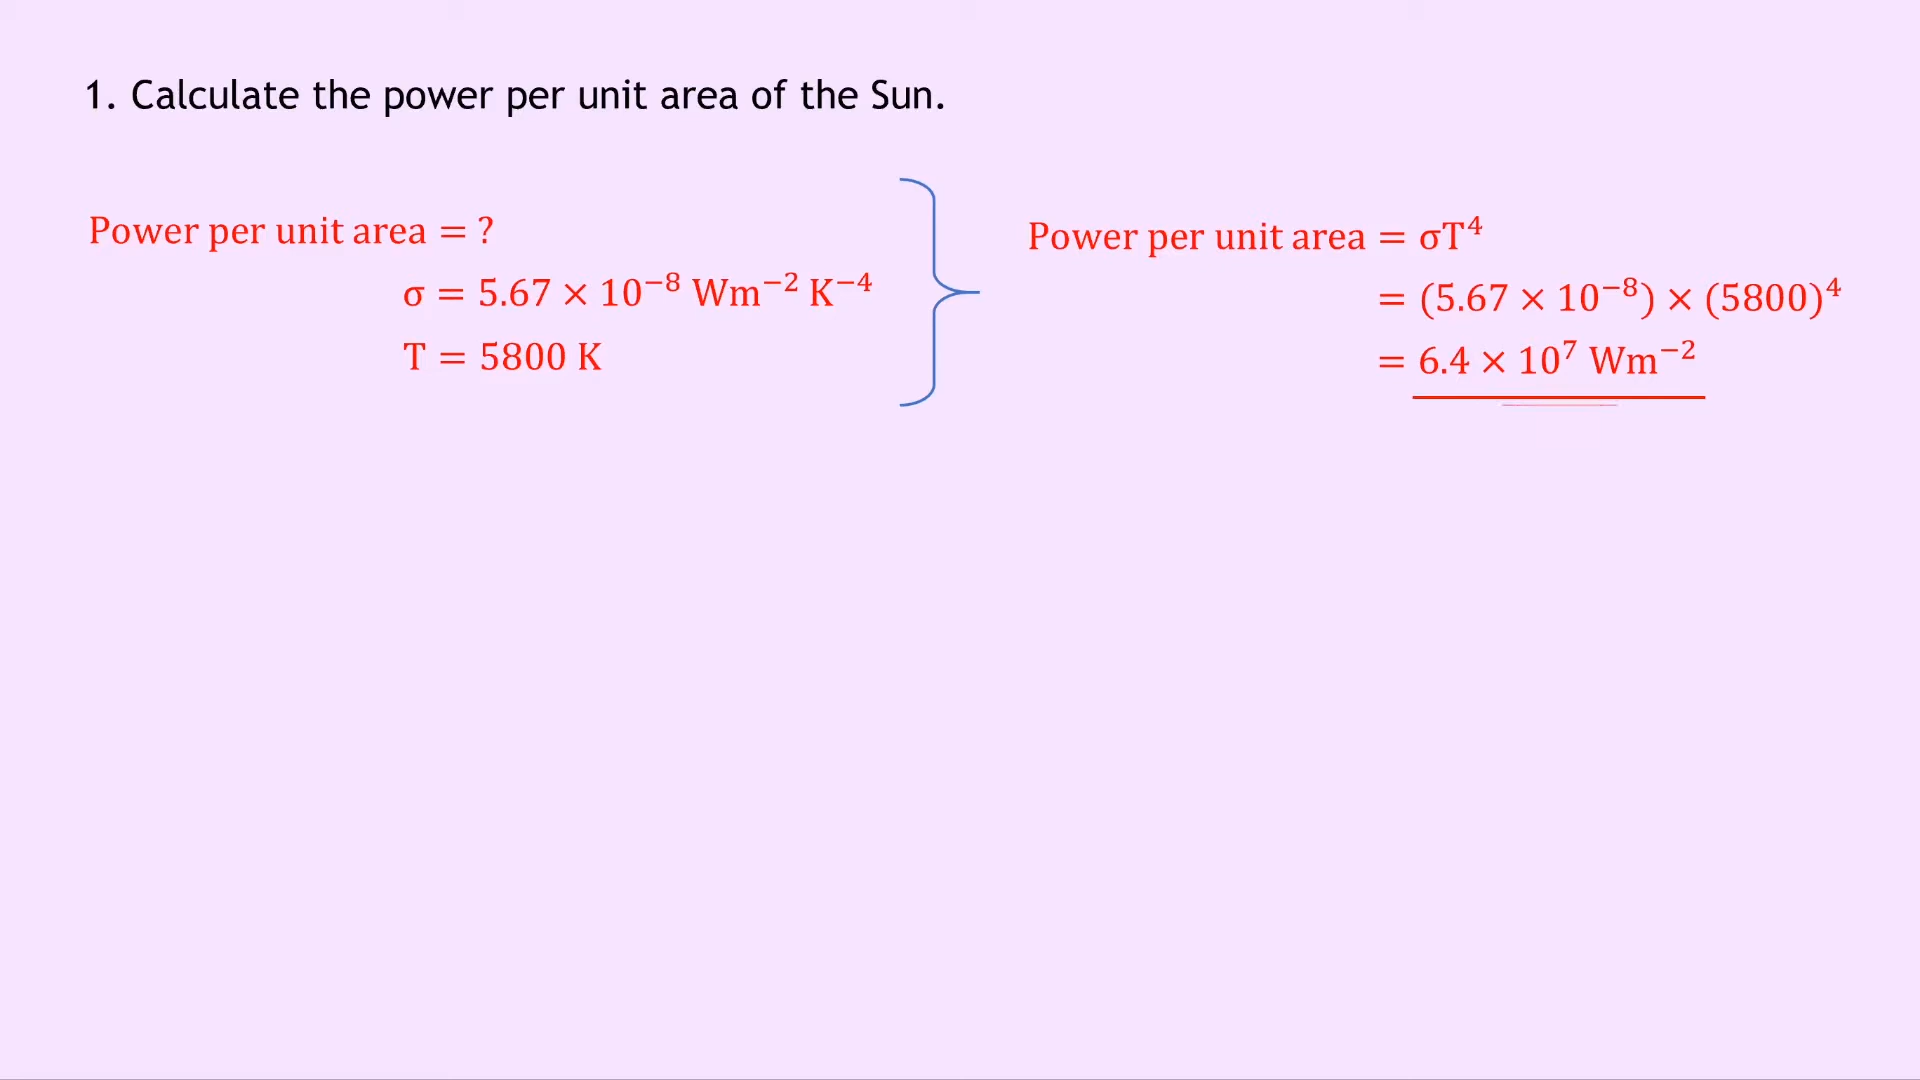 1. Calculate the power per unit area of the Sun.
Power per unit area = ?
σ = 5.67 × 10⁻⁸ Wm⁻² K⁻⁴
T = 5800 K
Power per unit area = σT⁴
= (5.67 × 10⁻⁸) × (5800)⁴
= 6.4 × 10⁷ Wm⁻²